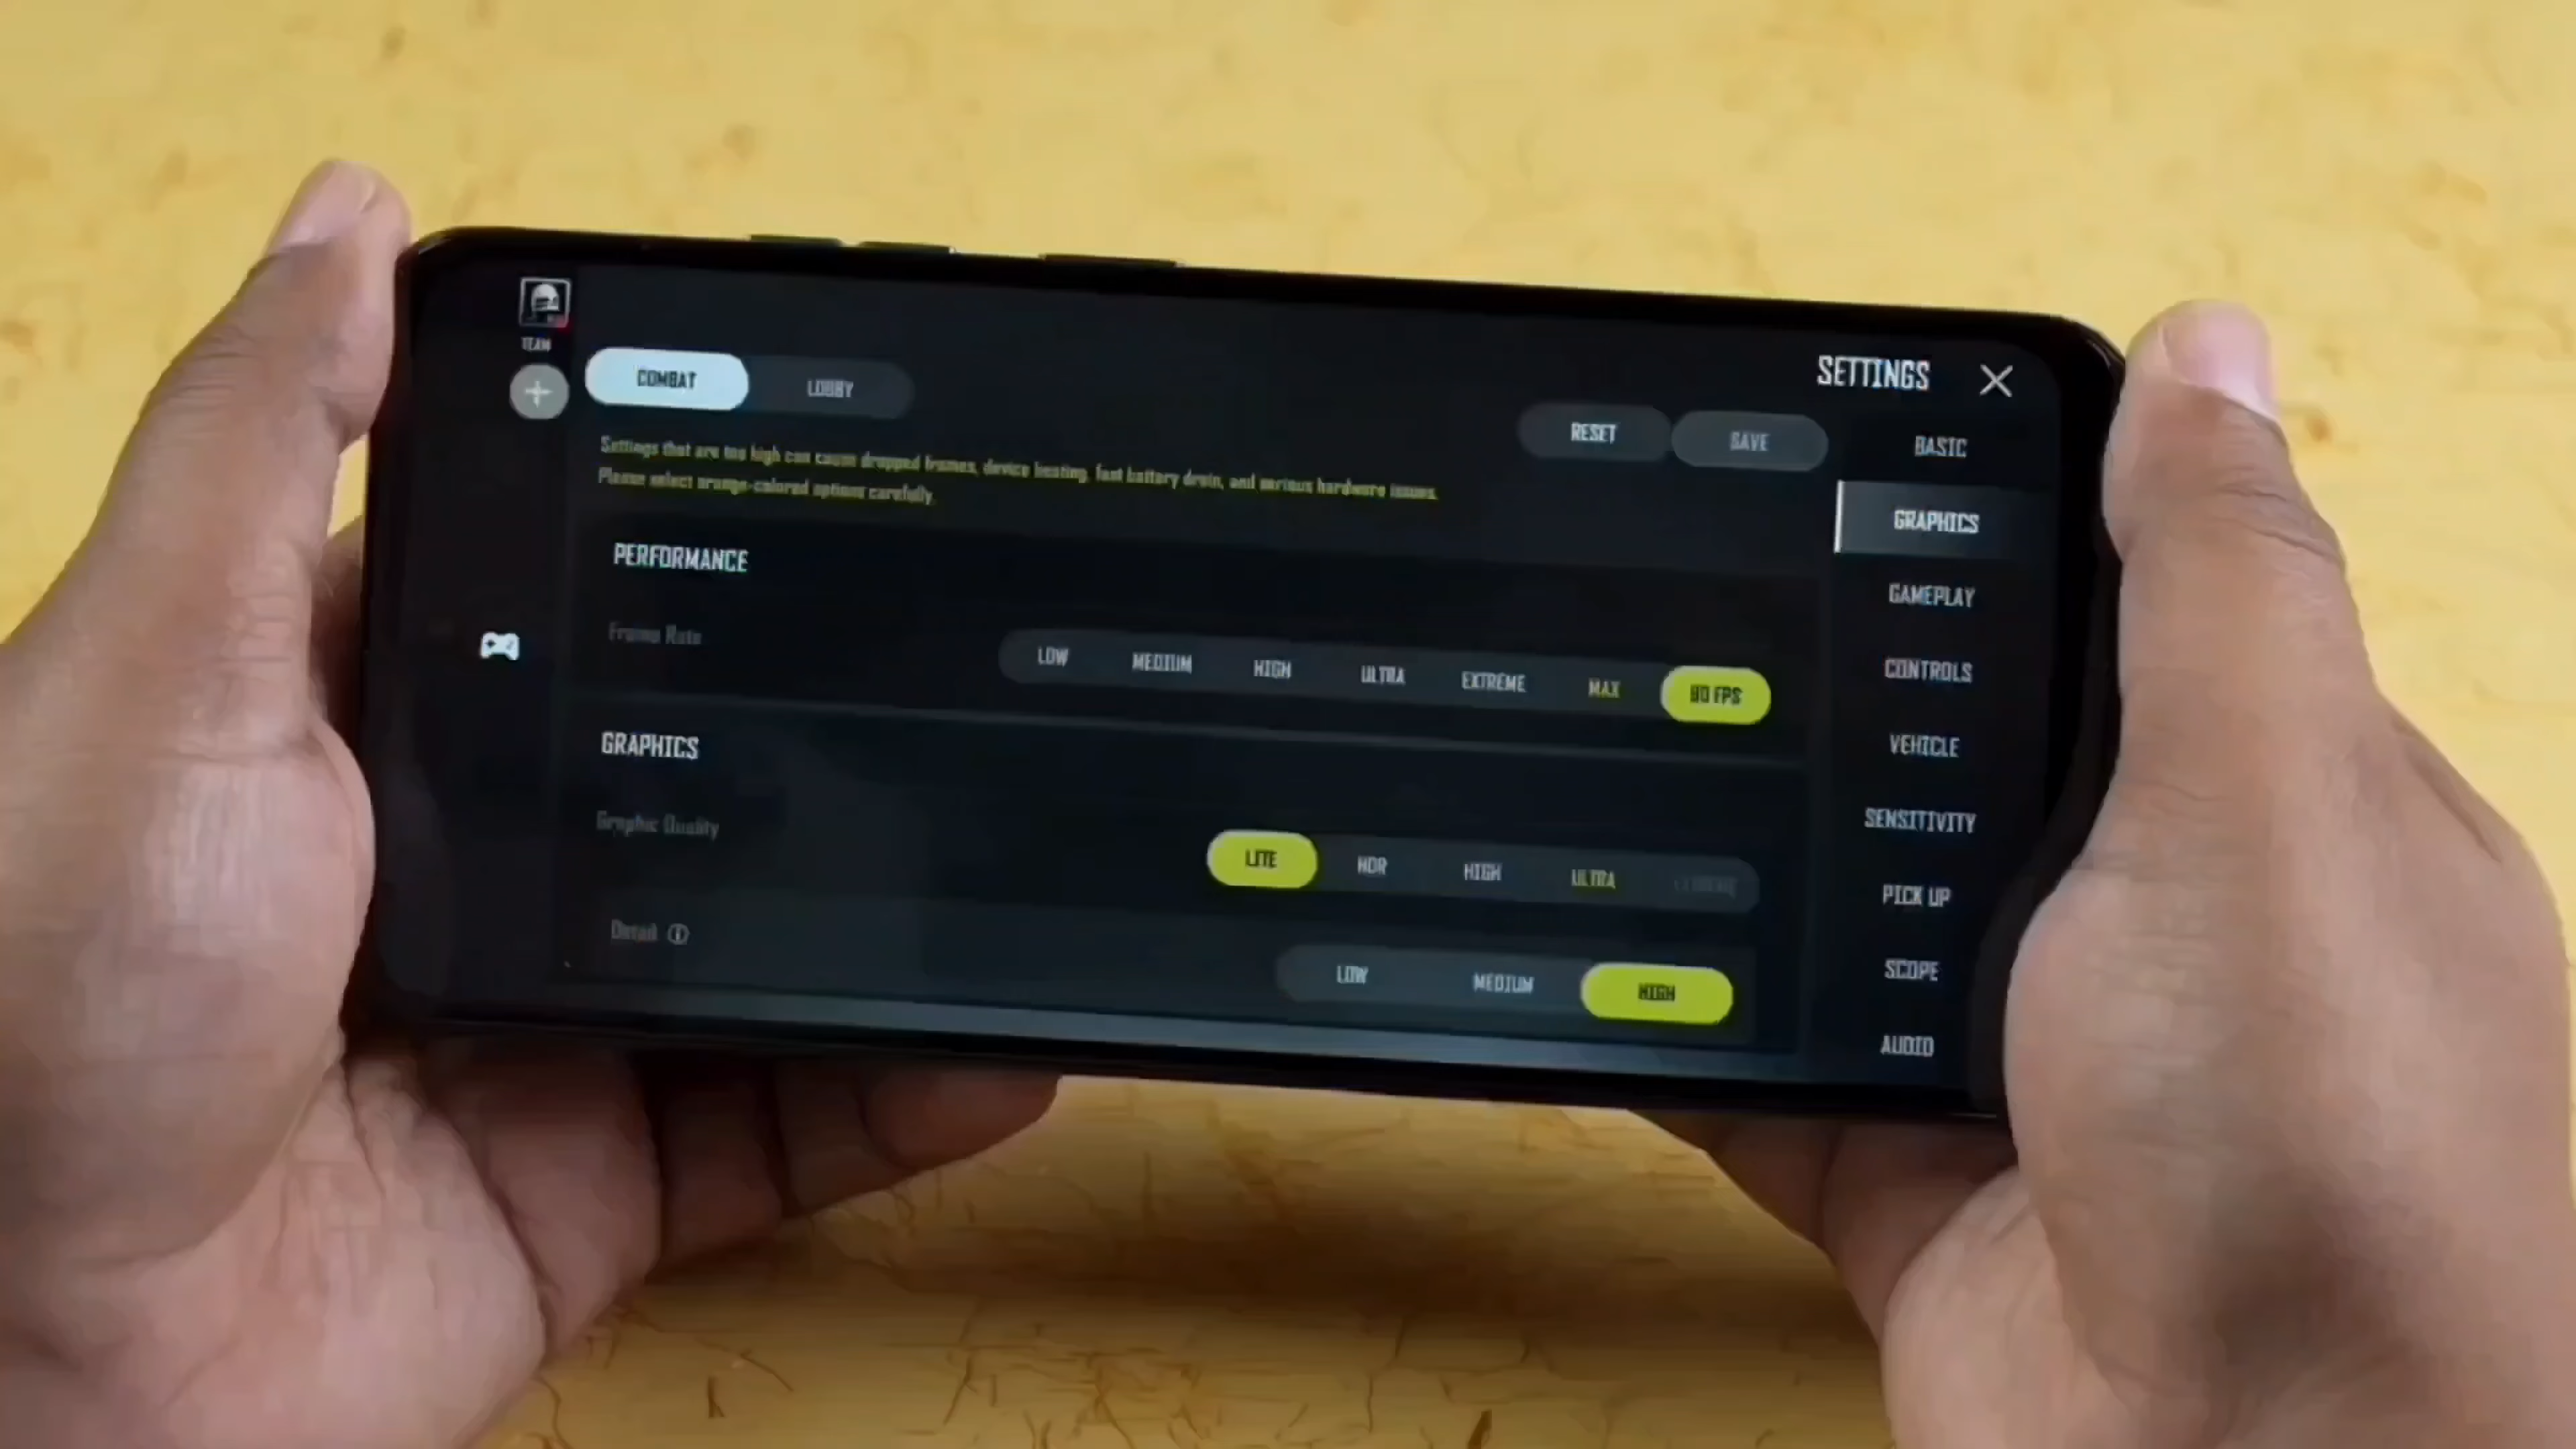 TEAM
COMBAT
LOBBY
SETTINGS
RESET
SAVE
Settings that are too high can cause dropped frames, device heating, fast battery drain, and serious hardware issues.
Please select orange-colored options carefully.
PERFORMANCE
Frame Rate
LOW MEDIUM HIGH ULTRA EXTREME MAX 90 FPS
GRAPHICS
Graphic Quality
LITE HDR HIGH ULTRA EXTREME
Detail
LOW MEDIUM HIGH
BASIC
GRAPHICS
GAMEPLAY
CONTROLS
VEHICLE
SENSITIVITY
PICK UP
SCOPE
AUDIO